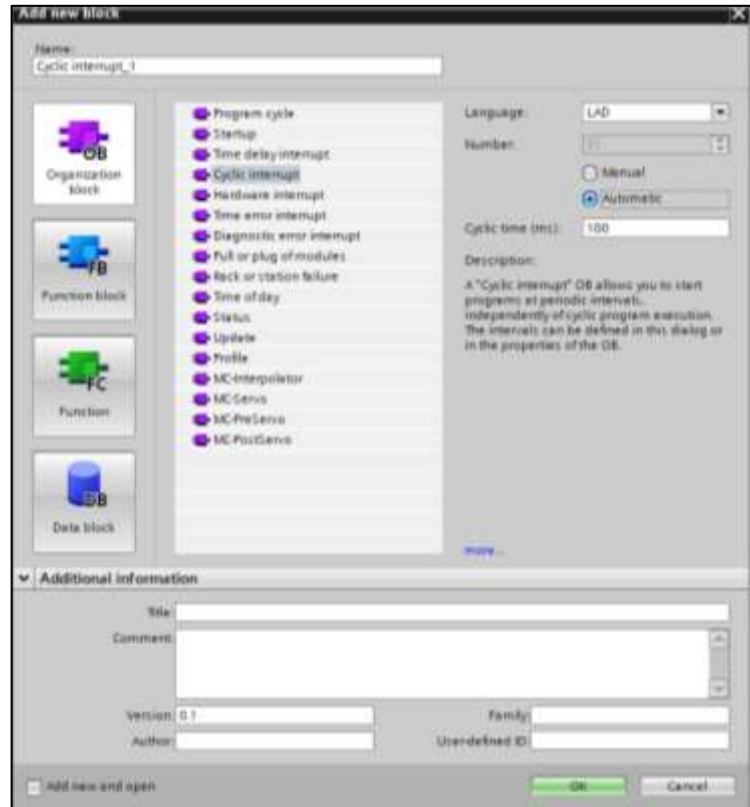 Add new block
Name:
Cyclic interrupt_1
OB
Organization
block
FB
Function block
FC
Function
DB
Data block
Program cycle
Startup
Time delay interrupt
Cyclic interrupt
Hardware interrupt
Time error interrupt
Diagnostic error interrupt
Pull or plug of modules
Rack or station failure
Time of day
Status
Update
Profile
MC-Interpolator
MC-Servo
MC-PreServo
MC-PostServo
Language:
LAD
Number:
Manual
Automatic
Cyclic time (ms):
100
Description:
A "Cyclic interrupt" OB allows you to start
programs at periodic intervals,
independently of cyclic program execution.
The intervals can be defined in this dialog or
in the properties of the OB.
more...
Additional information
Title:
Comment:
Version: 0.1
Family:
Author:
User-defined ID:
Add new and open
OK
Cancel